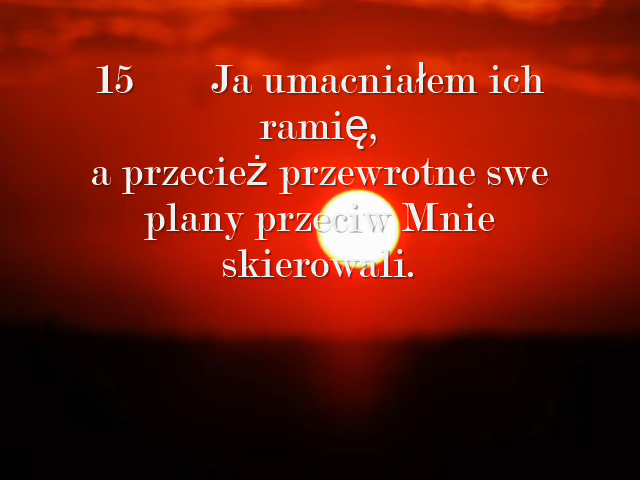 15 Ja umacniałem ich
ramię,
a przecież przewrotne swe
plany przeciw Mnie
skierowali.